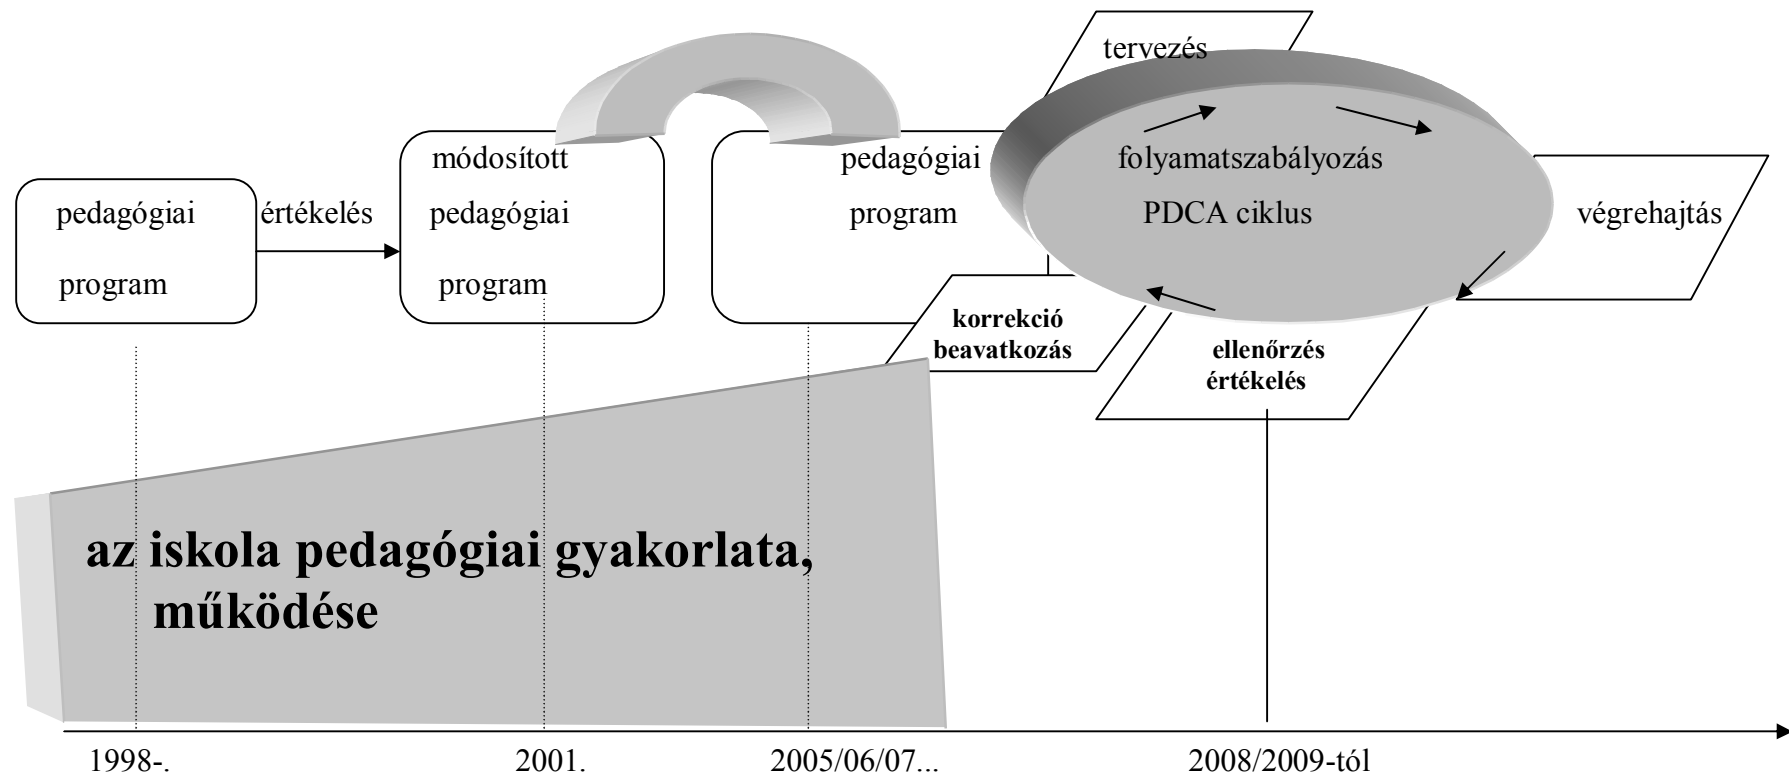 tervezés
módosított
pedagógiai
program
pedagógiai
program
értékelés
pedagógiai
program
folyamatszabályozás
PDCA ciklus
végrehajtás
korrekció
beavatkozás
ellenőrzés
értékelés
az iskola pedagógiai gyakorlata,
működése
1998-.
2001.
2005/06/07...
2008/2009-től